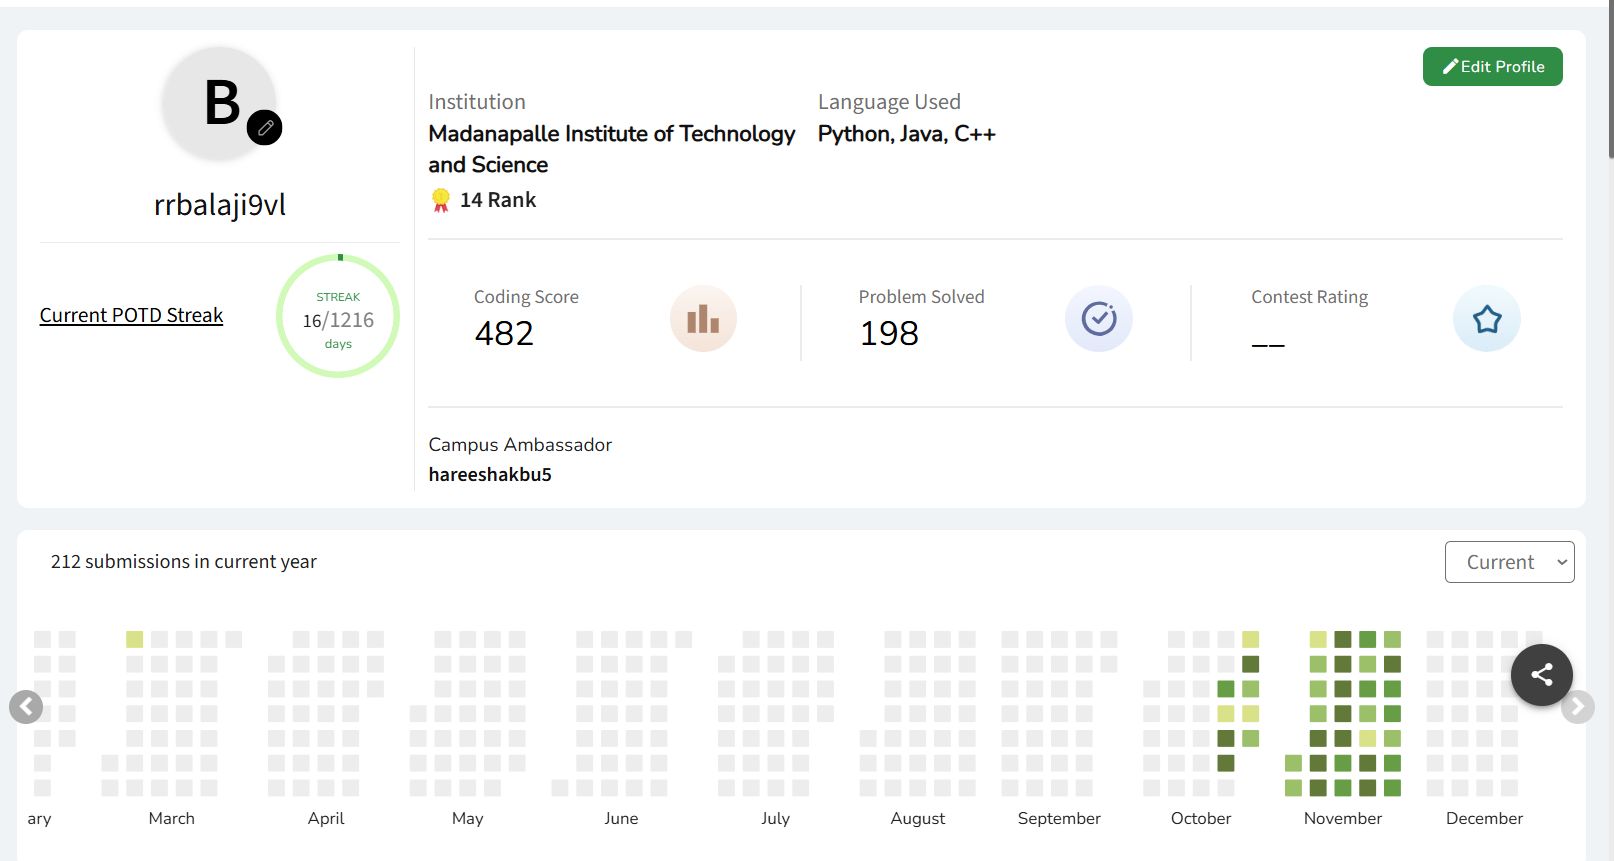 B
rrbalaji9vl
Current POTD Streak
STREAK
16/1216
days
Edit Profile
Institution
Madanapalle Institute of Technology
and Science
14 Rank
Language Used
Python, Java, C++
Coding Score
482
Problem Solved
198
Contest Rating
__
Campus Ambassador
hareeshakbu5
212 submissions in current year
Current
ary March April May June July August September October November December